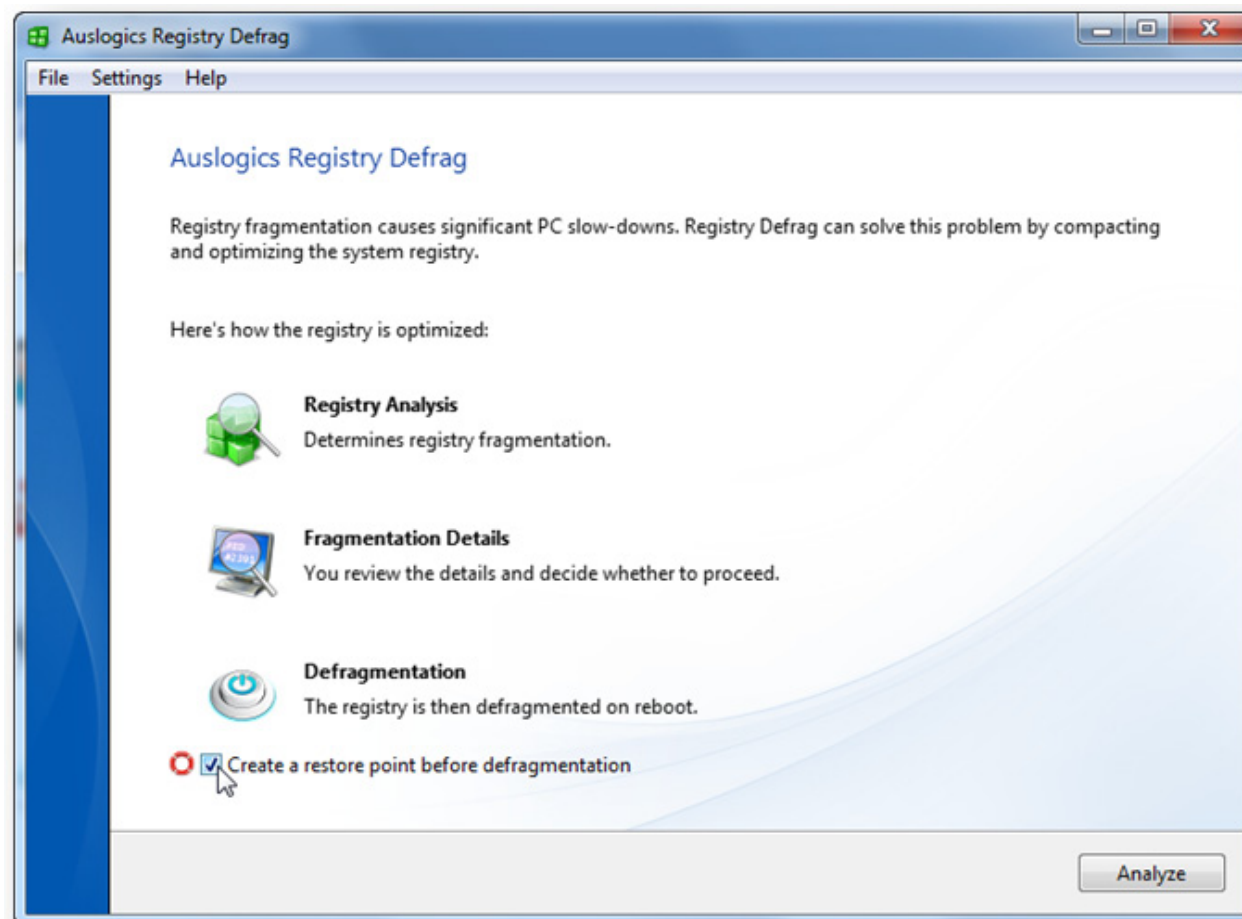 Auslogics Registry Defrag
File Settings Help
Auslogics Registry Defrag
Registry fragmentation causes significant PC slow-downs. Registry Defrag can solve this problem by compacting
and optimizing the system registry.
Here's how the registry is optimized:
Registry Analysis
Determines registry fragmentation.
Fragmentation Details
You review the details and decide whether to proceed.
Defragmentation
The registry is then defragmented on reboot.
Create a restore point before defragmentation
Analyze